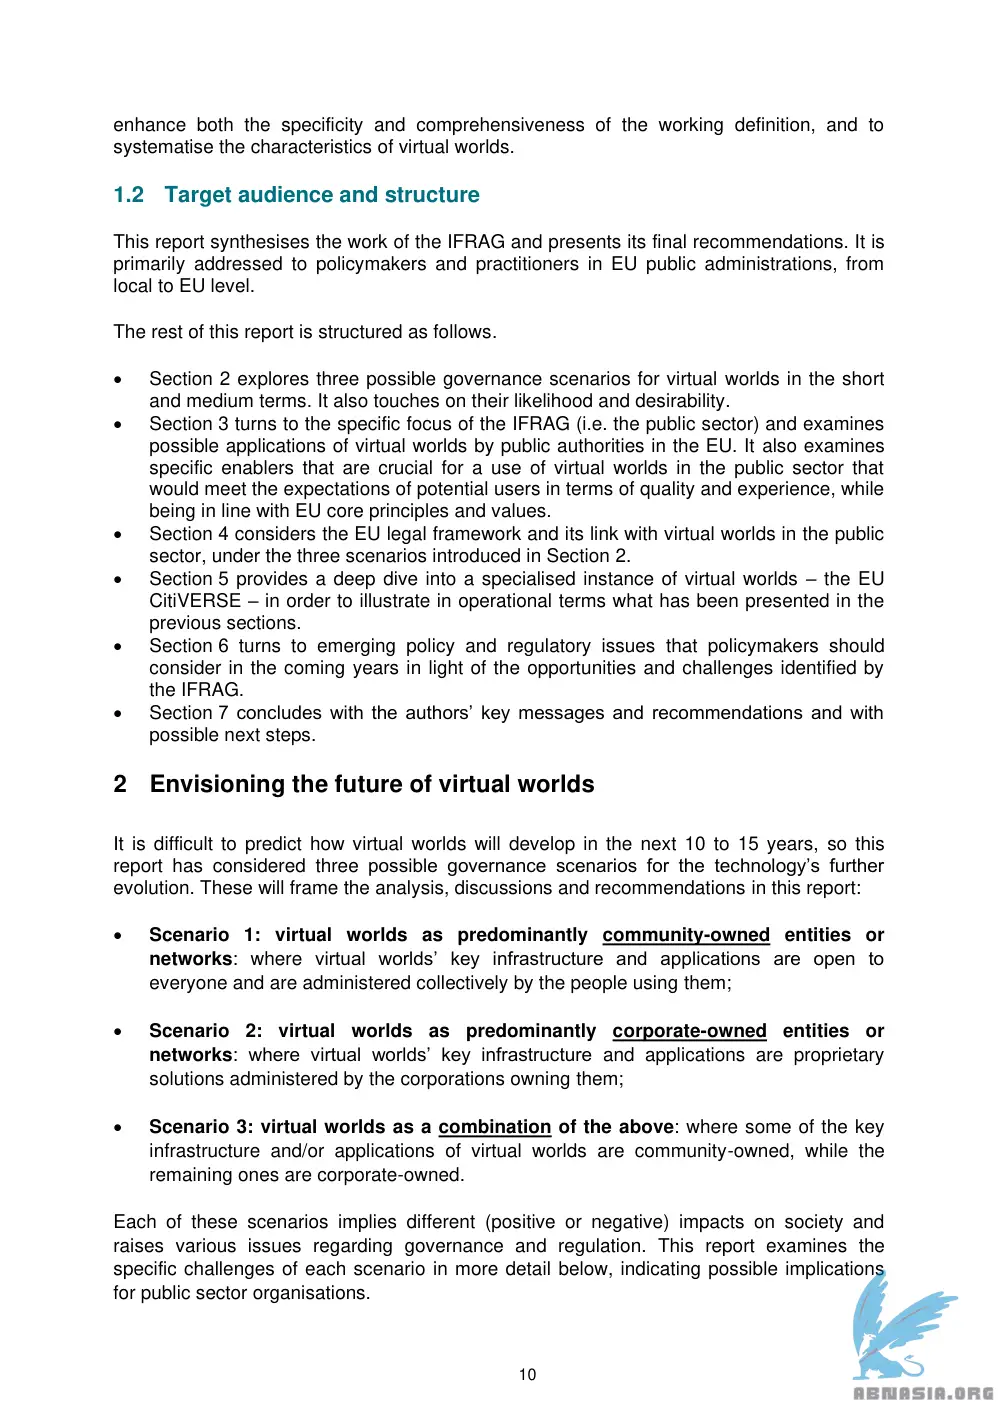 enhance both the specificity and comprehensiveness of the working definition, and to
systematise the characteristics of virtual worlds.
1.2 Target audience and structure
This report synthesises the work of the IFRAG and presents its final recommendations. It is
primarily addressed to policymakers and practitioners in EU public administrations, from
local to EU level.
The rest of this report is structured as follows.
• Section 2 explores three possible governance scenarios for virtual worlds in the short
and medium terms. It also touches on their likelihood and desirability.
• Section 3 turns to the specific focus of the IFRAG (i.e. the public sector) and examines
possible applications of virtual worlds by public authorities in the EU. It also examines
specific enablers that are crucial for a use of virtual worlds in the public sector that
would meet the expectations of potential users in terms of quality and experience, while
being in line with EU core principles and values.
• Section 4 considers the EU legal framework and its link with virtual worlds in the public
sector, under the three scenarios introduced in Section 2.
• Section 5 provides a deep dive into a specialised instance of virtual worlds – the EU
CitiVERSE – in order to illustrate in operational terms what has been presented in the
previous sections.
• Section 6 turns to emerging policy and regulatory issues that policymakers should
consider in the coming years in light of the opportunities and challenges identified by
the IFRAG.
• Section 7 concludes with the authors’ key messages and recommendations and with
possible next steps.
2 Envisioning the future of virtual worlds
It is difficult to predict how virtual worlds will develop in the next 10 to 15 years, so this
report has considered three possible governance scenarios for the technology’s further
evolution. These will frame the analysis, discussions and recommendations in this report:
• Scenario 1: virtual worlds as predominantly community-owned entities or
networks: where virtual worlds’ key infrastructure and applications are open to
everyone and are administered collectively by the people using them;
• Scenario 2: virtual worlds as predominantly corporate-owned entities or
networks: where virtual worlds’ key infrastructure and applications are proprietary
solutions administered by the corporations owning them;
• Scenario 3: virtual worlds as a combination of the above: where some of the key
infrastructure and/or applications of virtual worlds are community-owned, while the
remaining ones are corporate-owned.
Each of these scenarios implies different (positive or negative) impacts on society and
raises various issues regarding governance and regulation. This report examines the
specific challenges of each scenario in more detail below, indicating possible implications
for public sector organisations.
10
ABNASIA.ORG